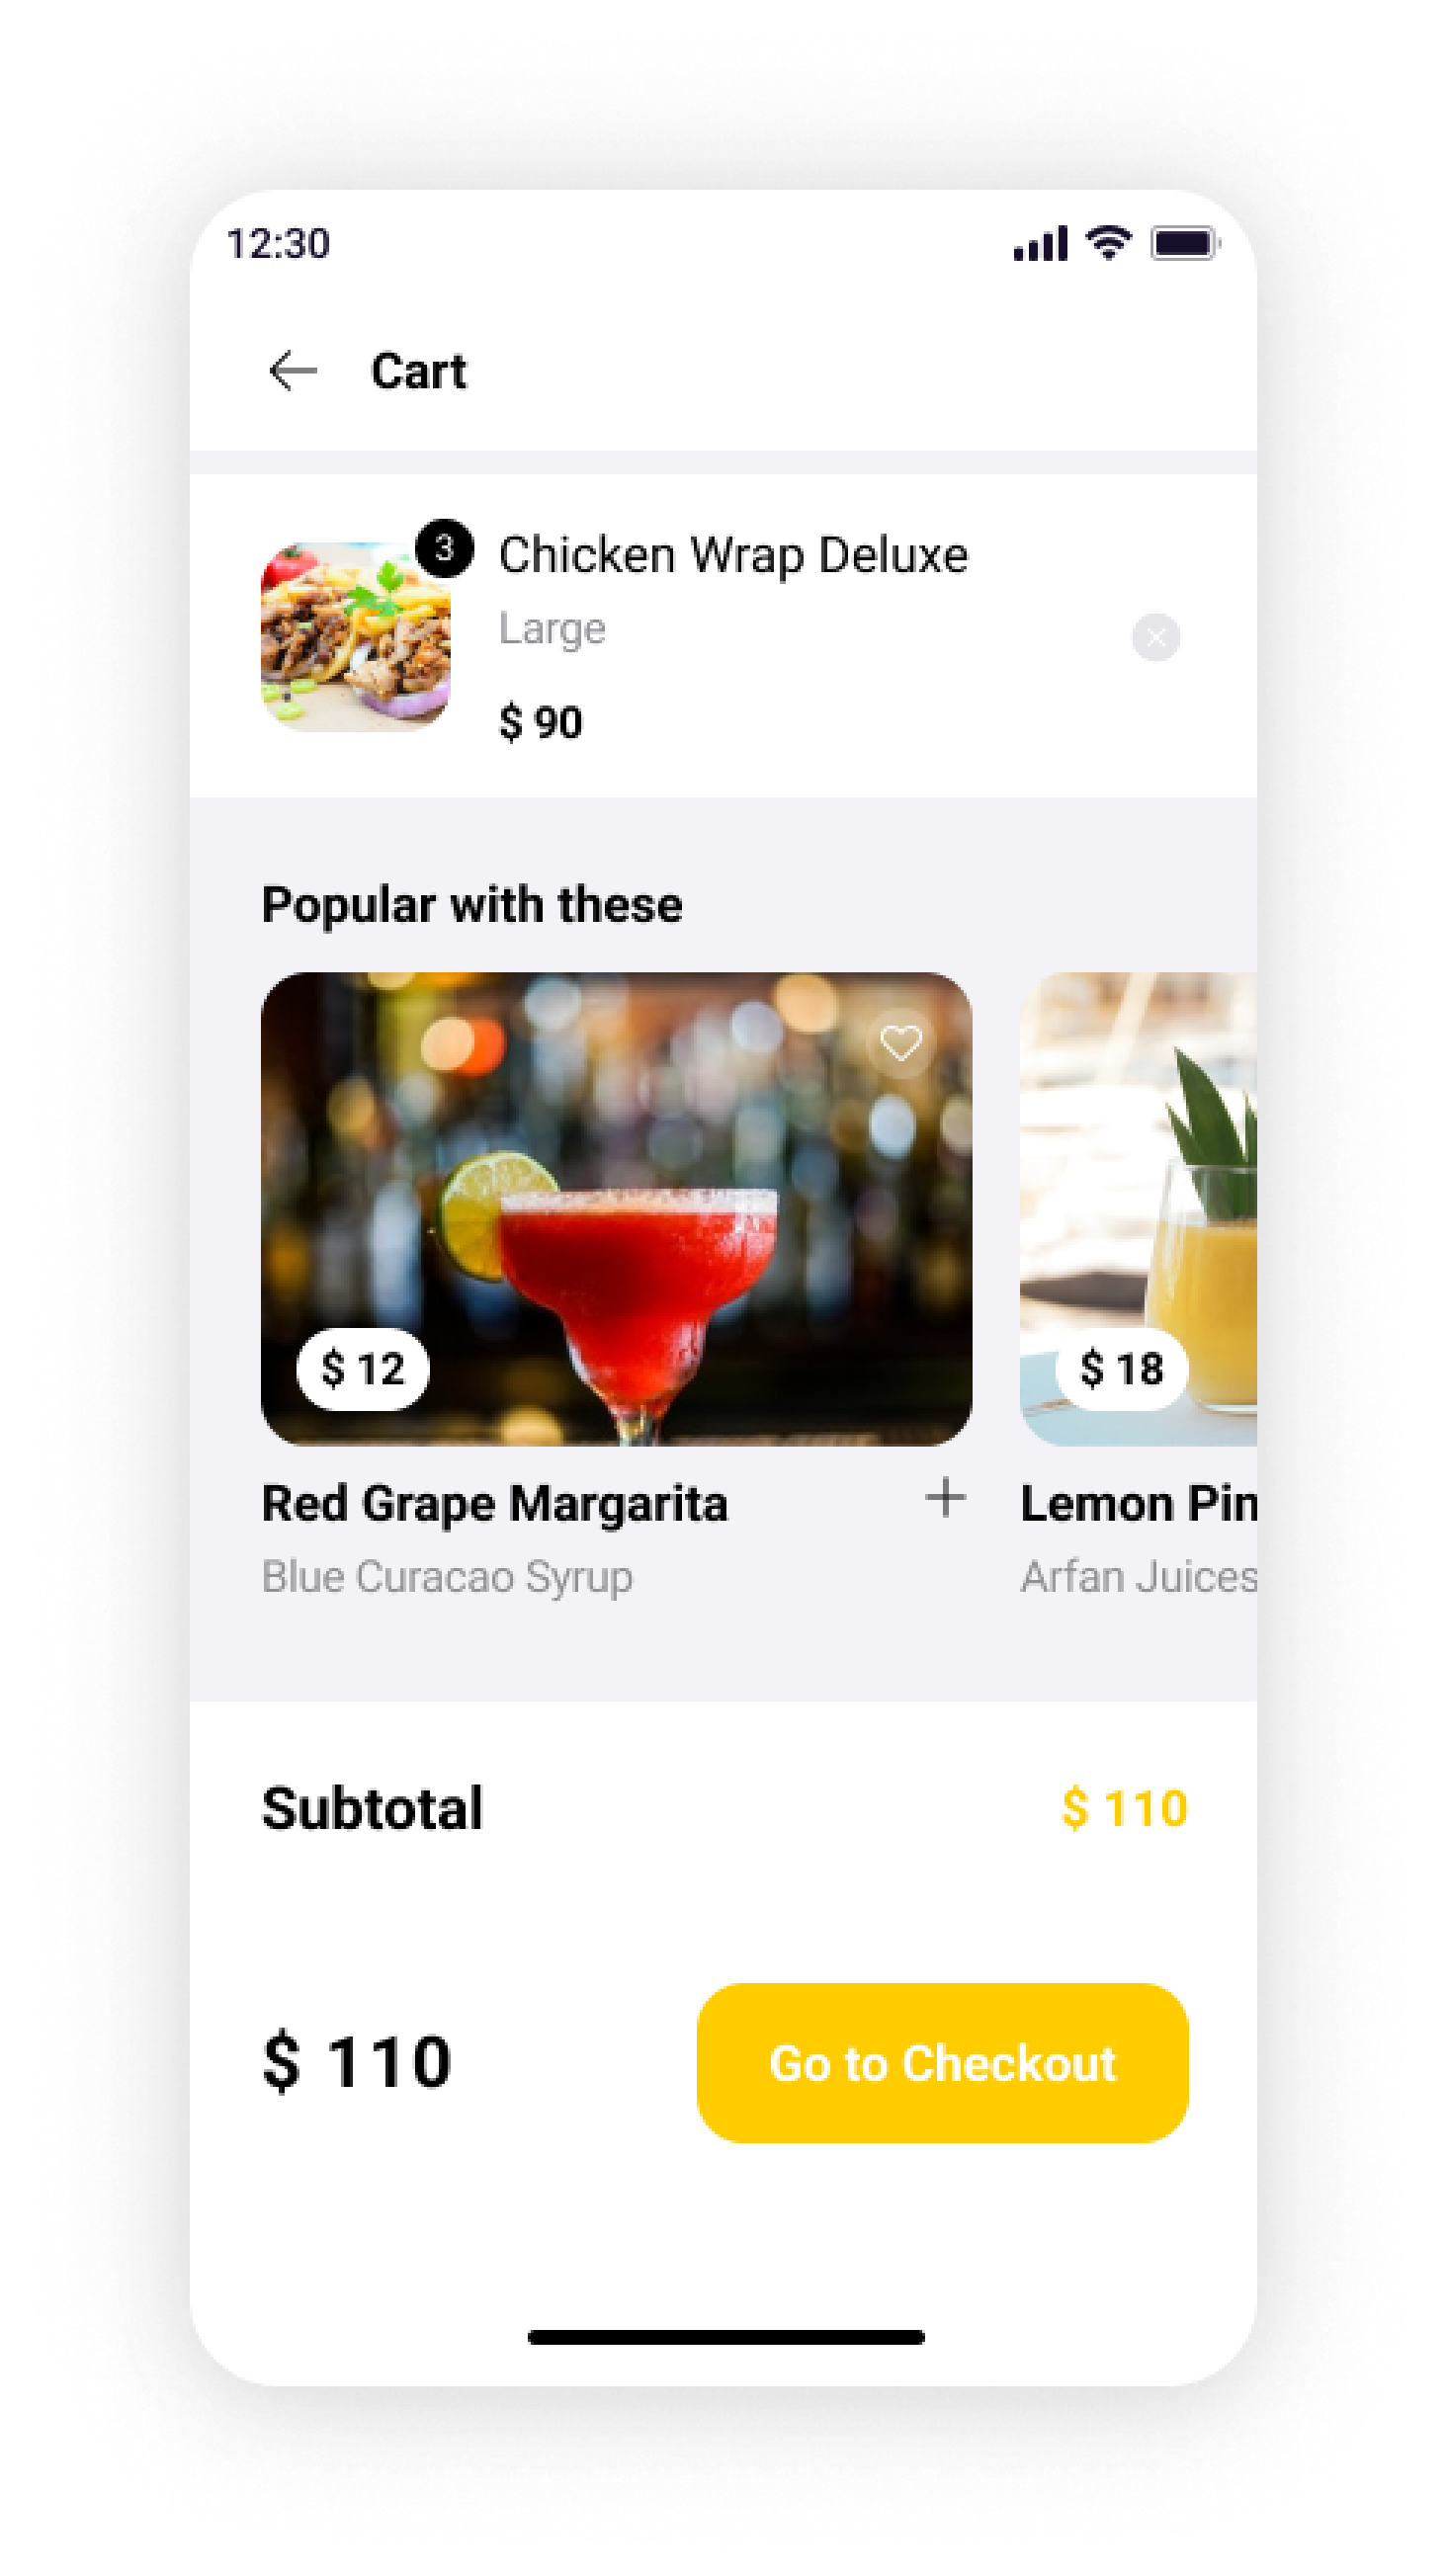 12:30
Cart
3
Chicken Wrap Deluxe
Large
$ 90
Popular with these
$ 12
$ 18
Red Grape Margarita
Lemon Pin
Blue Curacao Syrup
Arfan Juices
Subtotal
$ 110
$ 110
Go to Checkout